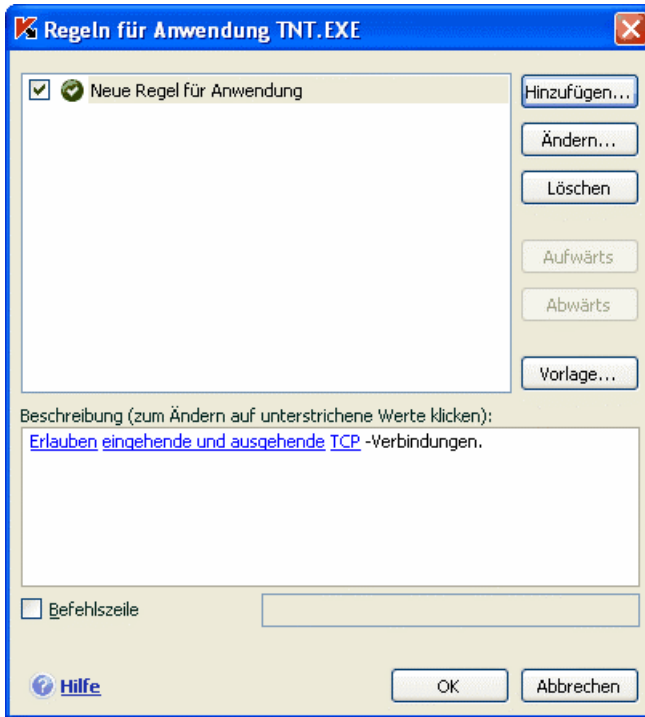 Regeln für Anwendung TNT.EXE
Neue Regel für Anwendung
Hinzufügen...
Ändern...
Löschen
Aufwärts
Abwärts
Vorlage...
Beschreibung (zum Ändern auf unterstrichene Werte klicken):
Erlauben eingehende und ausgehende TCP -Verbindungen.
Befehlszeile
Hilfe
OK
Abbrechen